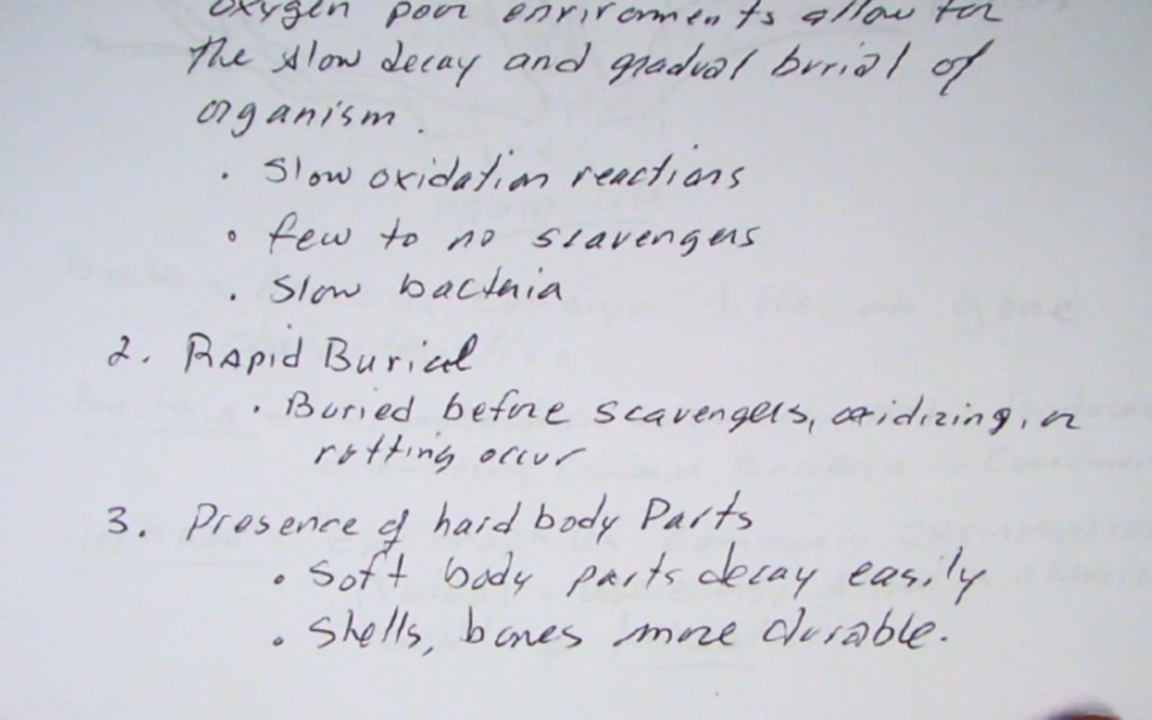 oxygen poor environments allow for
the slow decay and gradual burial of
organism.
• Slow oxidation reactions
• few to no scavengers
• Slow bacteria
2. Rapid Burial
• Buried before scavengers, oxidizing, or
rotting occur
3. Presence of hard body Parts
• Soft body parts decay easily
• Shells, bones more durable.